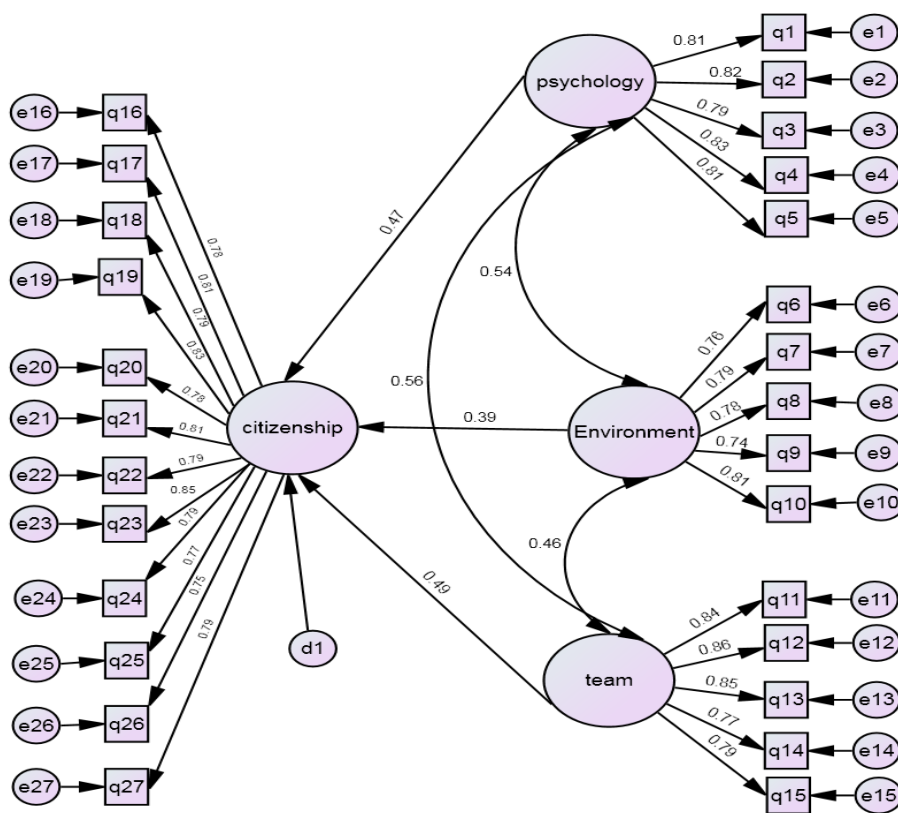 psychology
0.81
q1
e1
0.82
q2
e2
0.79
q3
e3
0.83
q4
e4
0.81
q5
e5
e16
q16
e17
q17
e18
q18
e19
q19
e20
q20
e21
q21
e22
q22
e23
q23
e24
q24
e25
q25
e26
q26
e27
q27
0.78
0.81
0.79
0.83
0.78
0.81
0.79
0.85
0.79
0.77
0.75
0.79
citizenship
d1
0.47
0.39
0.49
0.54
0.56
0.46
Environment
0.76
q6
e6
0.79
q7
e7
0.78
q8
e8
0.74
q9
e9
0.81
q10
e10
team
0.84
q11
e11
0.86
q12
e12
0.85
q13
e13
0.77
q14
e14
0.79
q15
e15